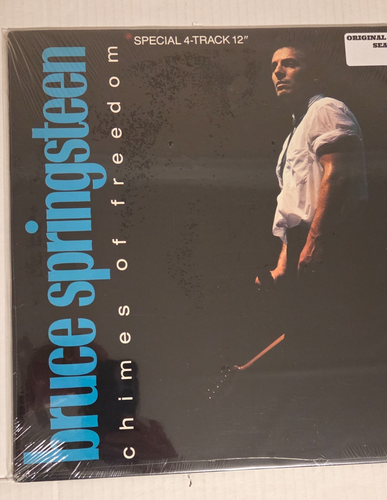 SPECIAL 4-TRACK 12"
ORIGINAL
bruce springsteen
chimes of freedom